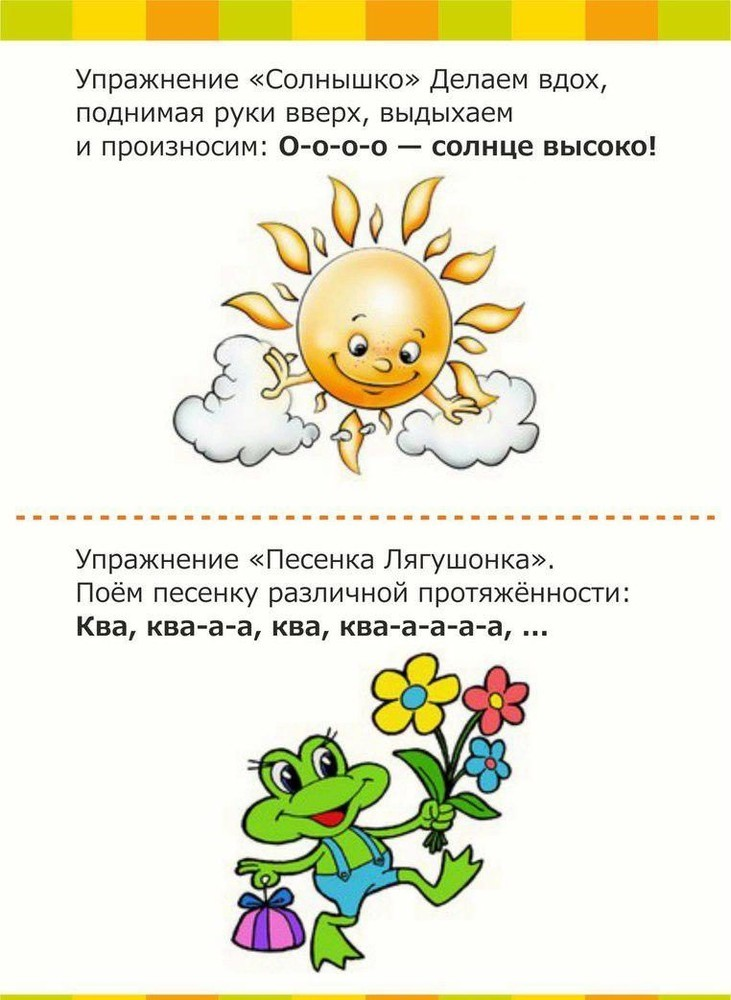 Упражнение «Солнышко» Делаем вдох,
поднимая руки вверх, выдыхаем
и произносим: О-о-о-о — солнце высоко!
Упражнение «Песенка Лягушонка».
Поём песенку различной протяжённости:
Ква, ква-а-а, ква, ква-а-а-а-а, ...